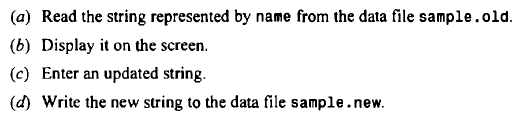 (a) Read the string represented by name from the data file sample.old.
(b) Display it on the screen.
(c) Enter an updated string.
(d) Write the new string to the data file sample.new.